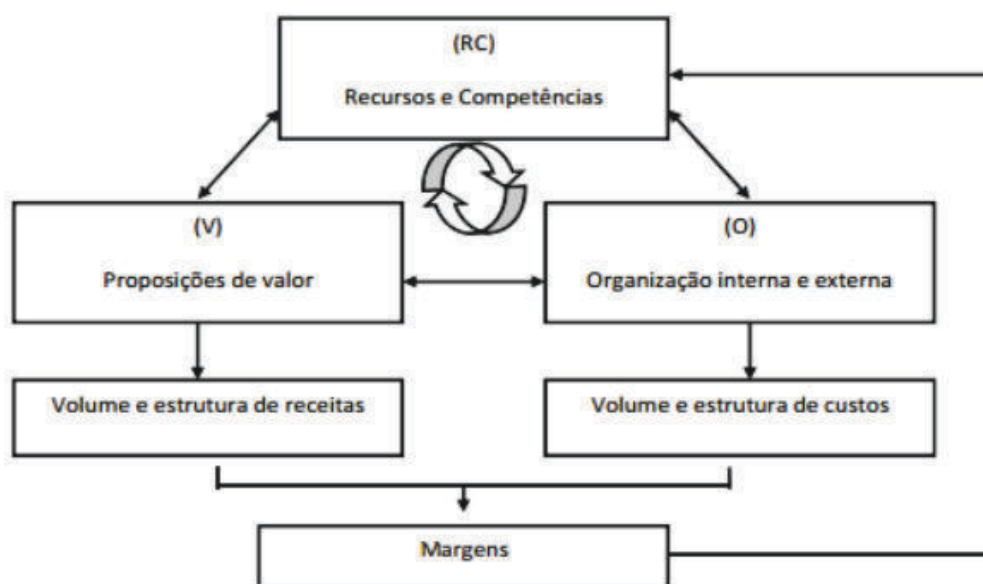 (RC)
Recursos e Competências
(V)
Proposições de valor
(O)
Organização interna e externa
Volume e estrutura de receitas
Volume e estrutura de custos
Margens